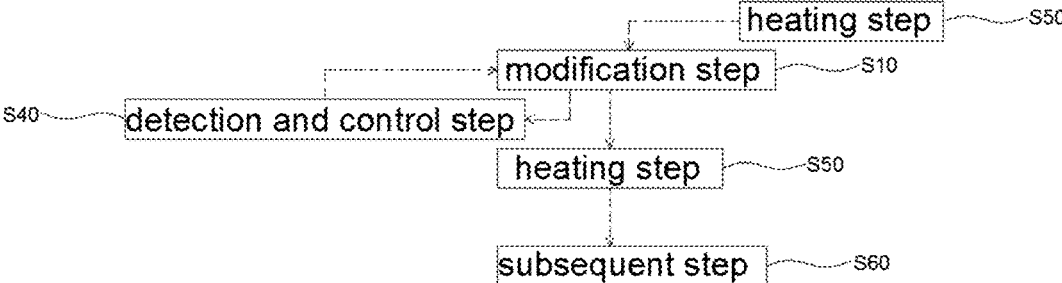 heating step S50
modification step S10
S40 detection and control step
heating step S50
subsequent step S60